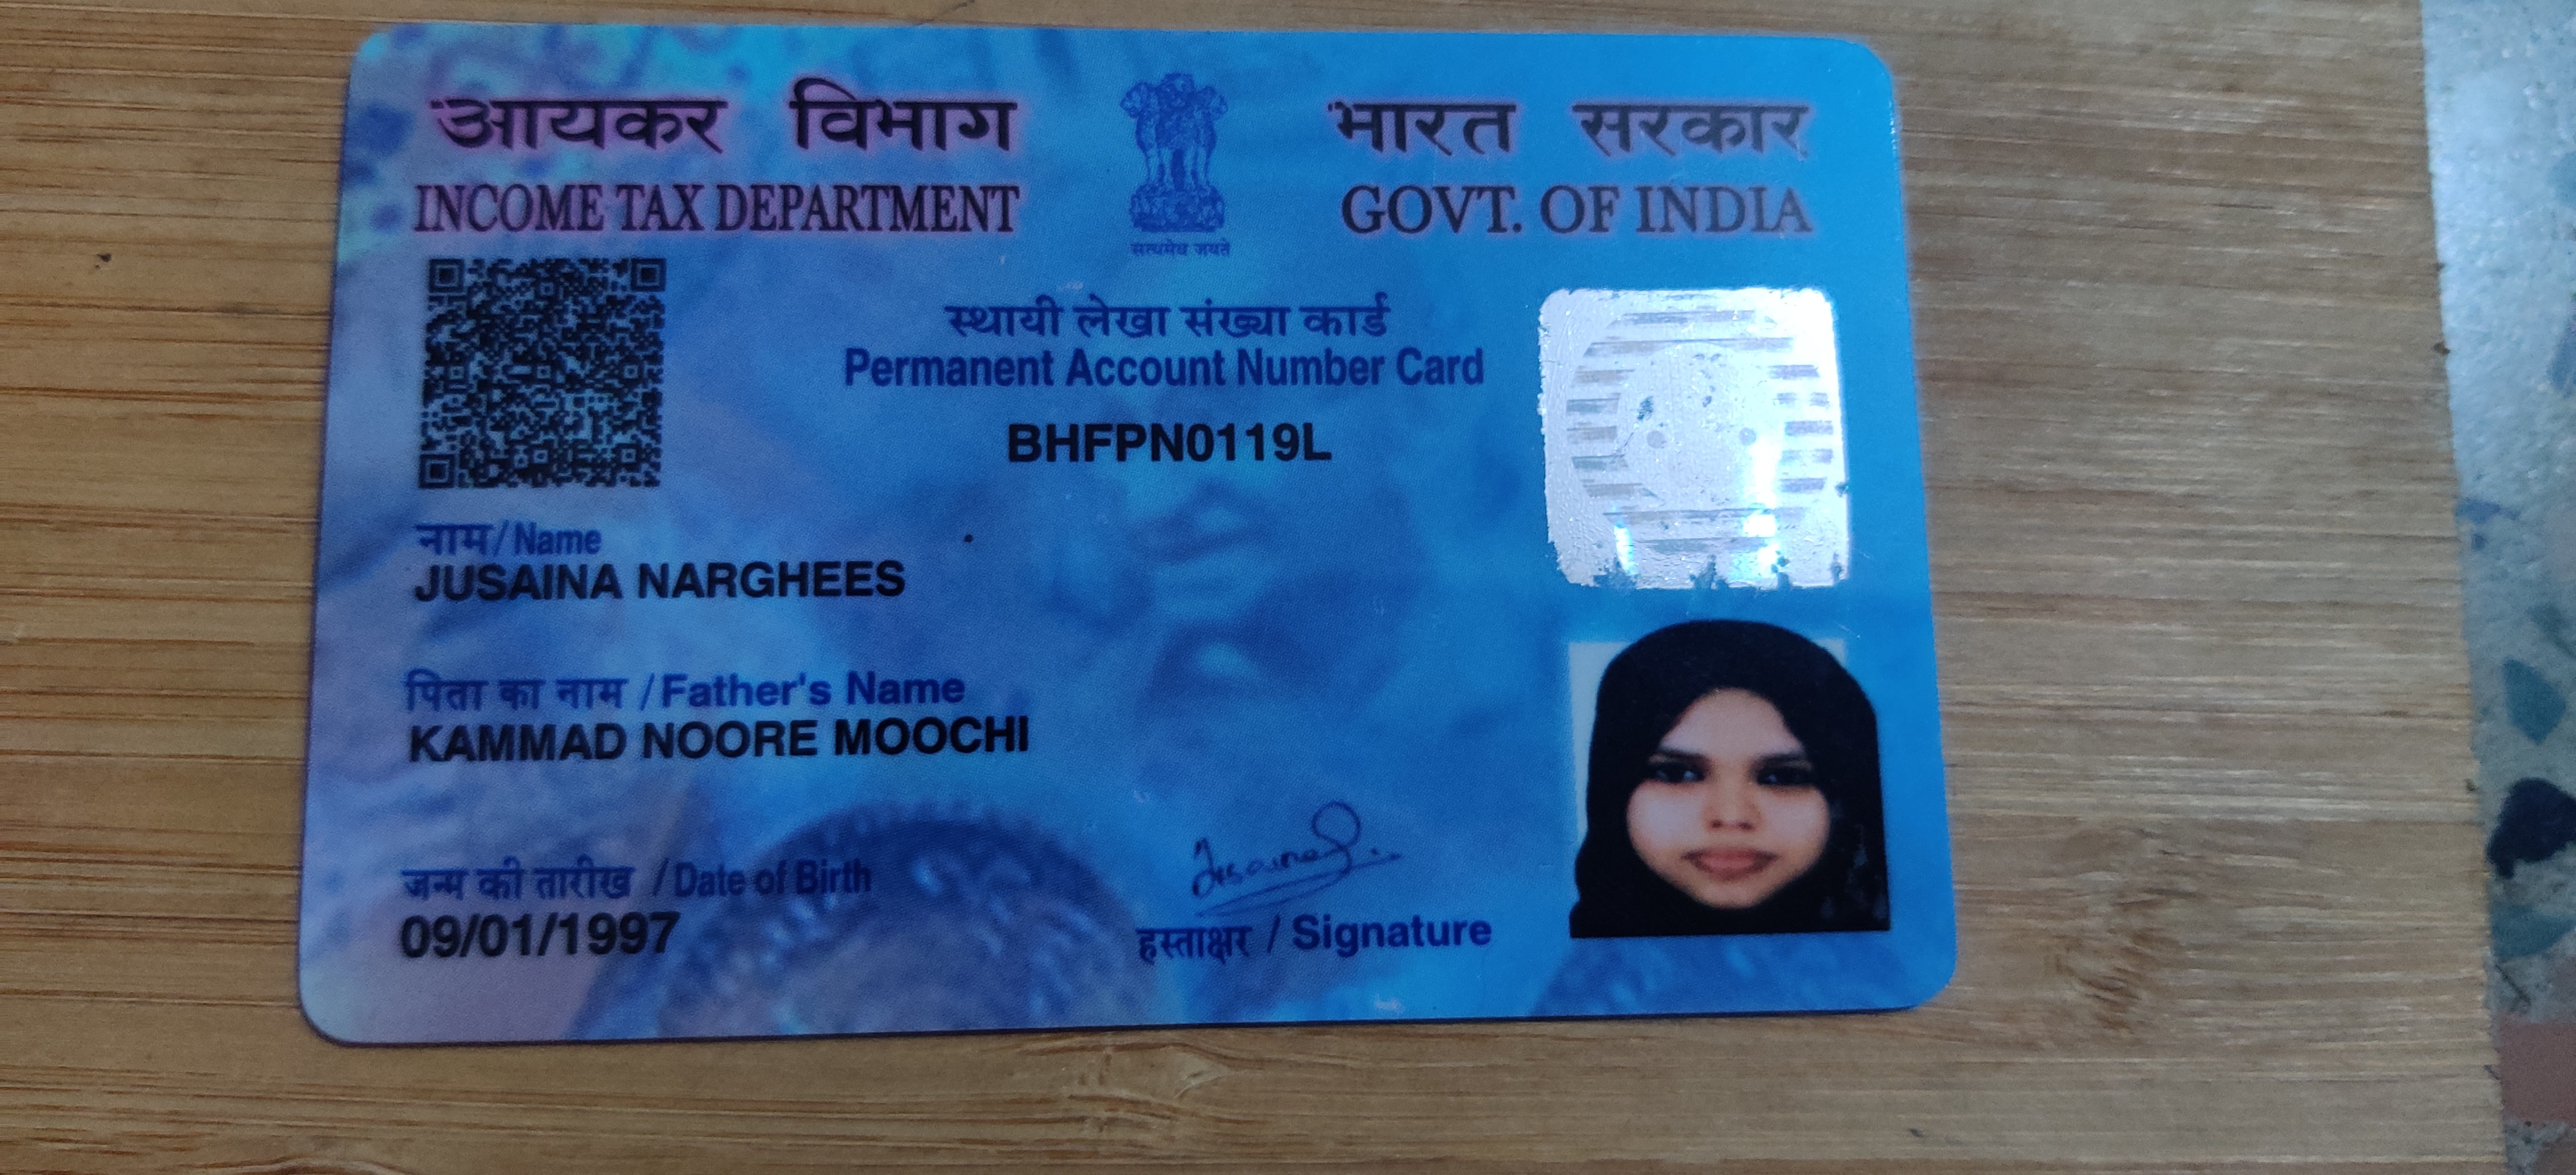 आयकर विभाग
INCOME TAX DEPARTMENT
सत्यमेव जयते
भारत सरकार
GOVT. OF INDIA
स्थायी लेखा संख्या कार्ड
Permanent Account Number Card
BHFPN0119L
नाम/Name
JUSAINA NARGHEES
पिता का नाम/Father's Name
KAMMAD NOORE MOOCHI
जन्म की तारीख /Date of Birth
09/01/1997
हस्ताक्षर / Signature